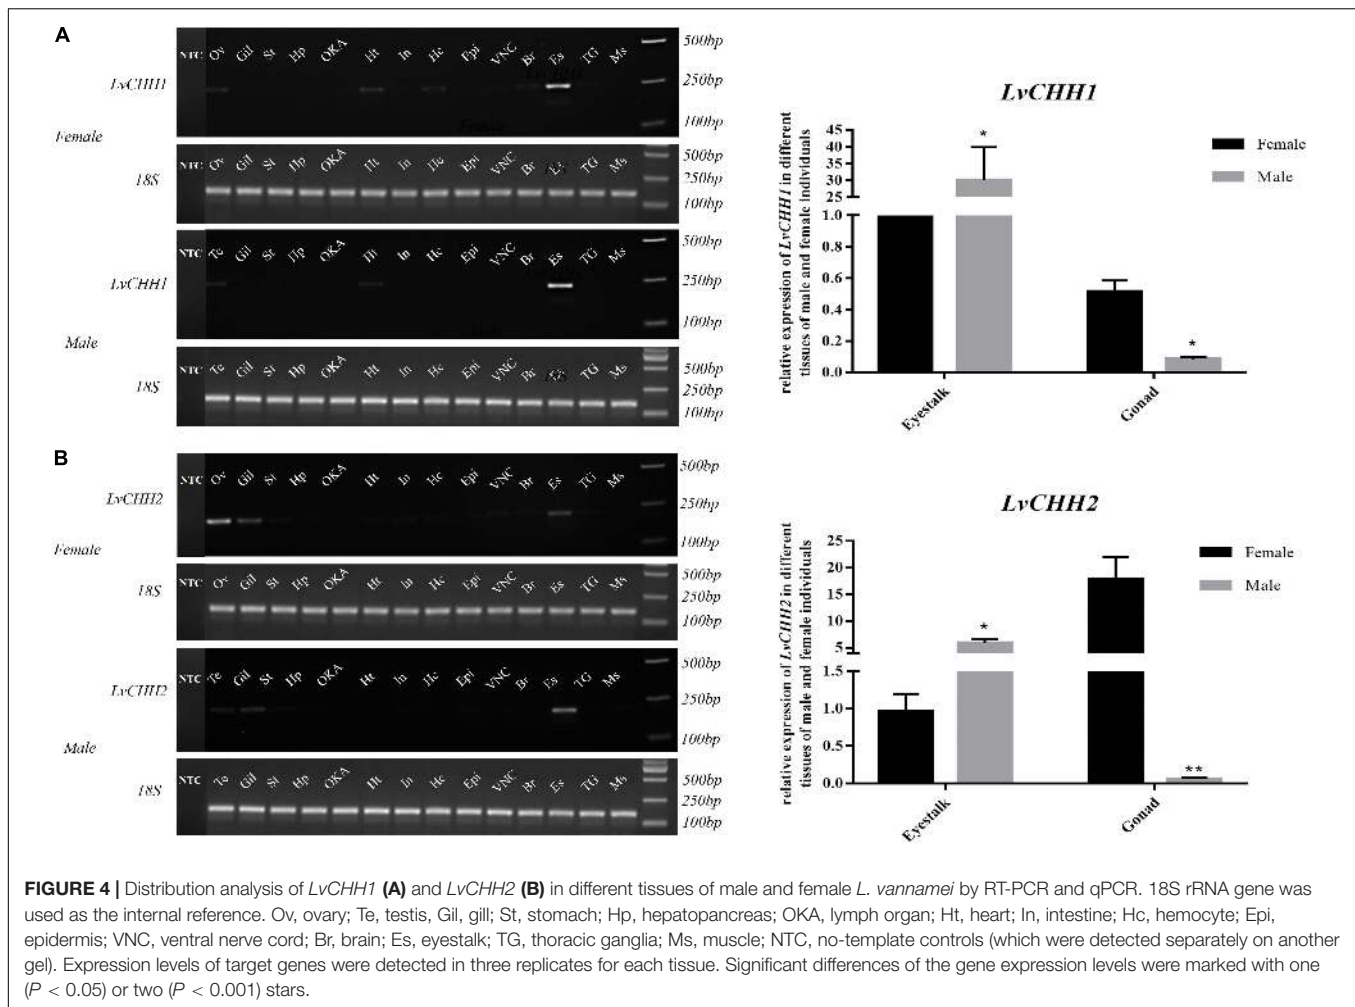 A
NTC Ov Gil St Hp OKA Ht In Hc Epi VNC Br Es TG Ms
500bp
LvCHH1
250bp
100bp
Female
NTC Ov Gil St Hp OKA Ht In Hc Epi VNC Br Es TG Ms
500bp
18S
250bp
100bp
NTC Te Gil St Hp OKA Ht In Hc Epi VNC Br Es TG Ms
500bp
LvCHH1
250bp
100bp
Male
NTC Te Gil St Hp OKA Ht In Hc Epi VNC Br Es TG Ms
500bp
18S
250bp
100bp
LvCHH1
relative expression of LvCHH1 in different
tissues of male and female individuals
45
40
35
30
25
1.0
0.8
0.6
0.4
0.2
0.0
*
*
Female
Male
Eyestalk
Gonad
B
NTC Ov Gil St Hp OKA Ht In Hc Epi VNC Br Es TG Ms
500bp
LvCHH2
250bp
100bp
Female
NTC Ov Gil St Hp OKA Ht In Hc Epi VNC Br Es TG Ms
500bp
18S
250bp
100bp
NTC Te Gil St Hp OKA Ht In Hc Epi VNC Br Es TG Ms
500bp
LvCHH2
250bp
100bp
Male
NTC Te Gil St Hp OKA Ht In Hc Epi VNC Br Es TG Ms
500bp
18S
250bp
100bp
LvCHH2
relative expression of LvCHH2 in different
tissues of male and female individuals
25
20
15
10
5
1.5
1.0
0.5
0.0
*
**
Female
Male
Eyestalk
Gonad
FIGURE 4 | Distribution analysis of LvCHH1 (A) and LvCHH2 (B) in different tissues of male and female L. vannamei by RT-PCR and qPCR. 18S rRNA gene was
used as the internal reference. Ov, ovary; Te, testis, Gil, gill; St, stomach; Hp, hepatopancreas; OKA, lymph organ; Ht, heart; In, intestine; Hc, hemocyte; Epi,
epidermis; VNC, ventral nerve cord; Br, brain; Es, eyestalk; TG, thoracic ganglia; Ms, muscle; NTC, no-template controls (which were detected separately on another
gel). Expression levels of target genes were detected in three replicates for each tissue. Significant differences of the gene expression levels were marked with one
(P < 0.05) or two (P < 0.001) stars.